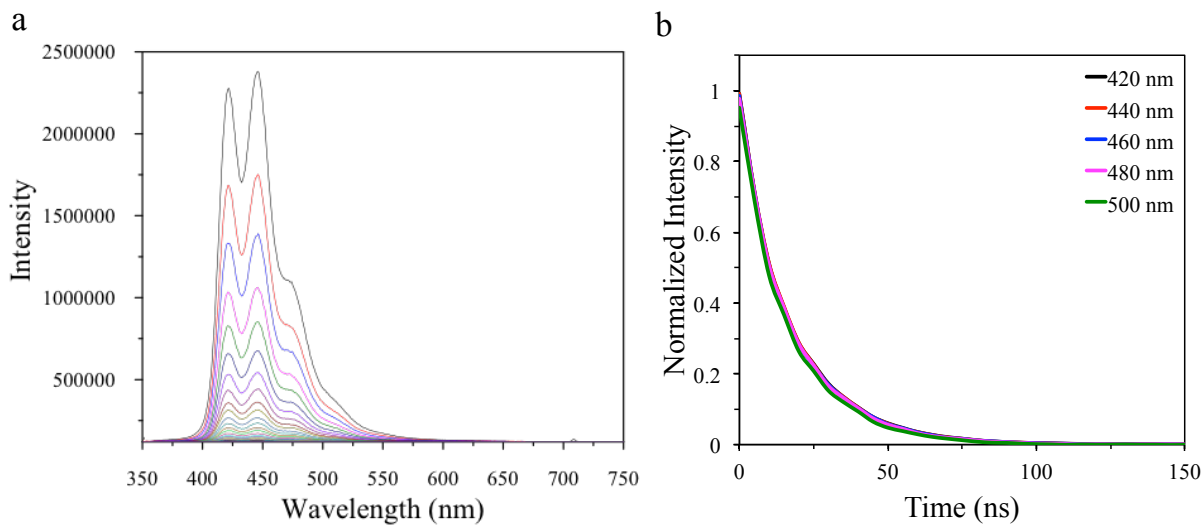 a
2500000
2000000
1500000
1000000
500000
350 400 450 500 550 600 650 700 750
Wavelength (nm)
Intensity
b
1
0.8
0.6
0.4
0.2
0
0 50 100 150
Time (ns)
Normalized Intensity
420 nm
440 nm
460 nm
480 nm
500 nm